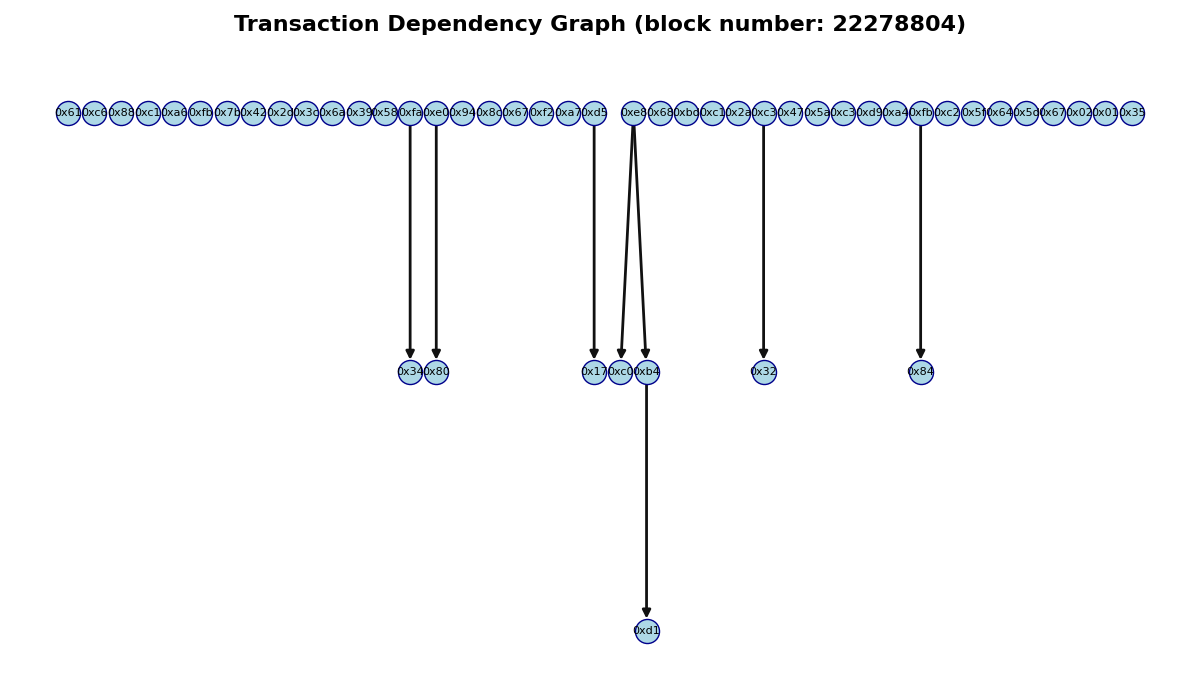 Transaction Dependency Graph (block number: 22278804)
0x61 0xc6 0x88 0xc1 0xa6 0xfb 0x7b 0x42 0x2d 0x3c 0x6a 0x39 0x58 0xfa 0xe0 0x94 0x8c 0x67 0xf2 0xa7 0xd5 0xe8 0x68 0xbd 0xc1 0x2a 0xc3 0x47 0x5a 0xc3 0xd9 0xa4 0xfb 0xc2 0x5f 0x64 0x5d 0x67 0x02 0x01 0x35
0x34 0x80 0x17 0xc0 0xb4 0x32 0x84
0xd1